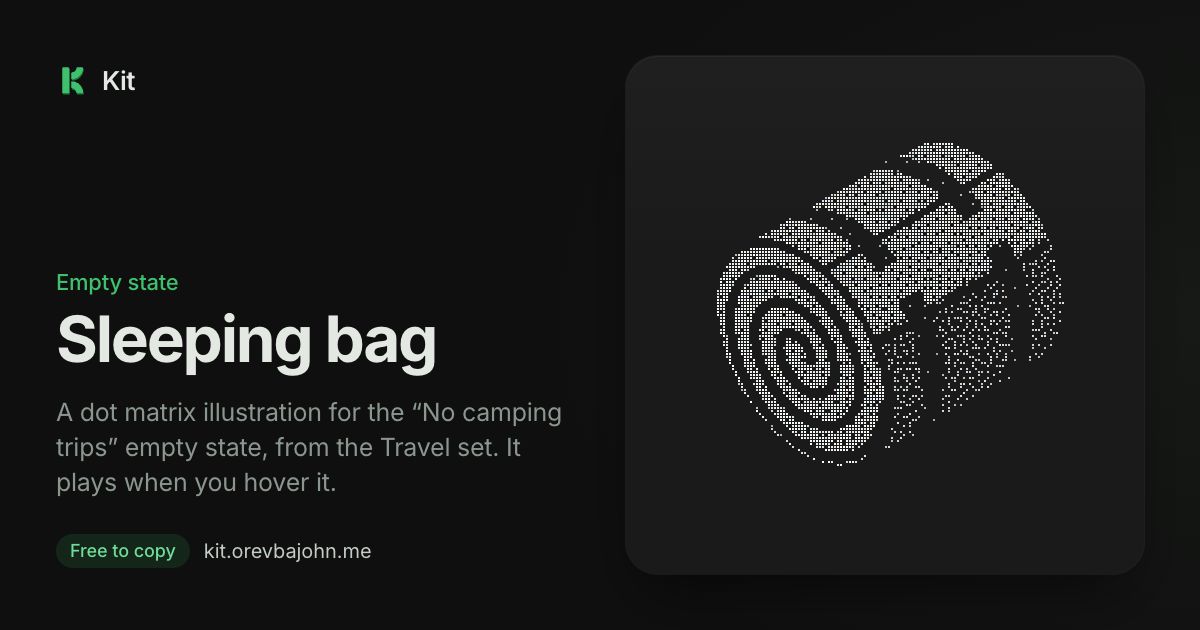 Kit
Empty state
Sleeping bag
A dot matrix illustration for the “No camping
trips” empty state, from the Travel set. It
plays when you hover it.
Free to copy
kit.orevbajohn.me